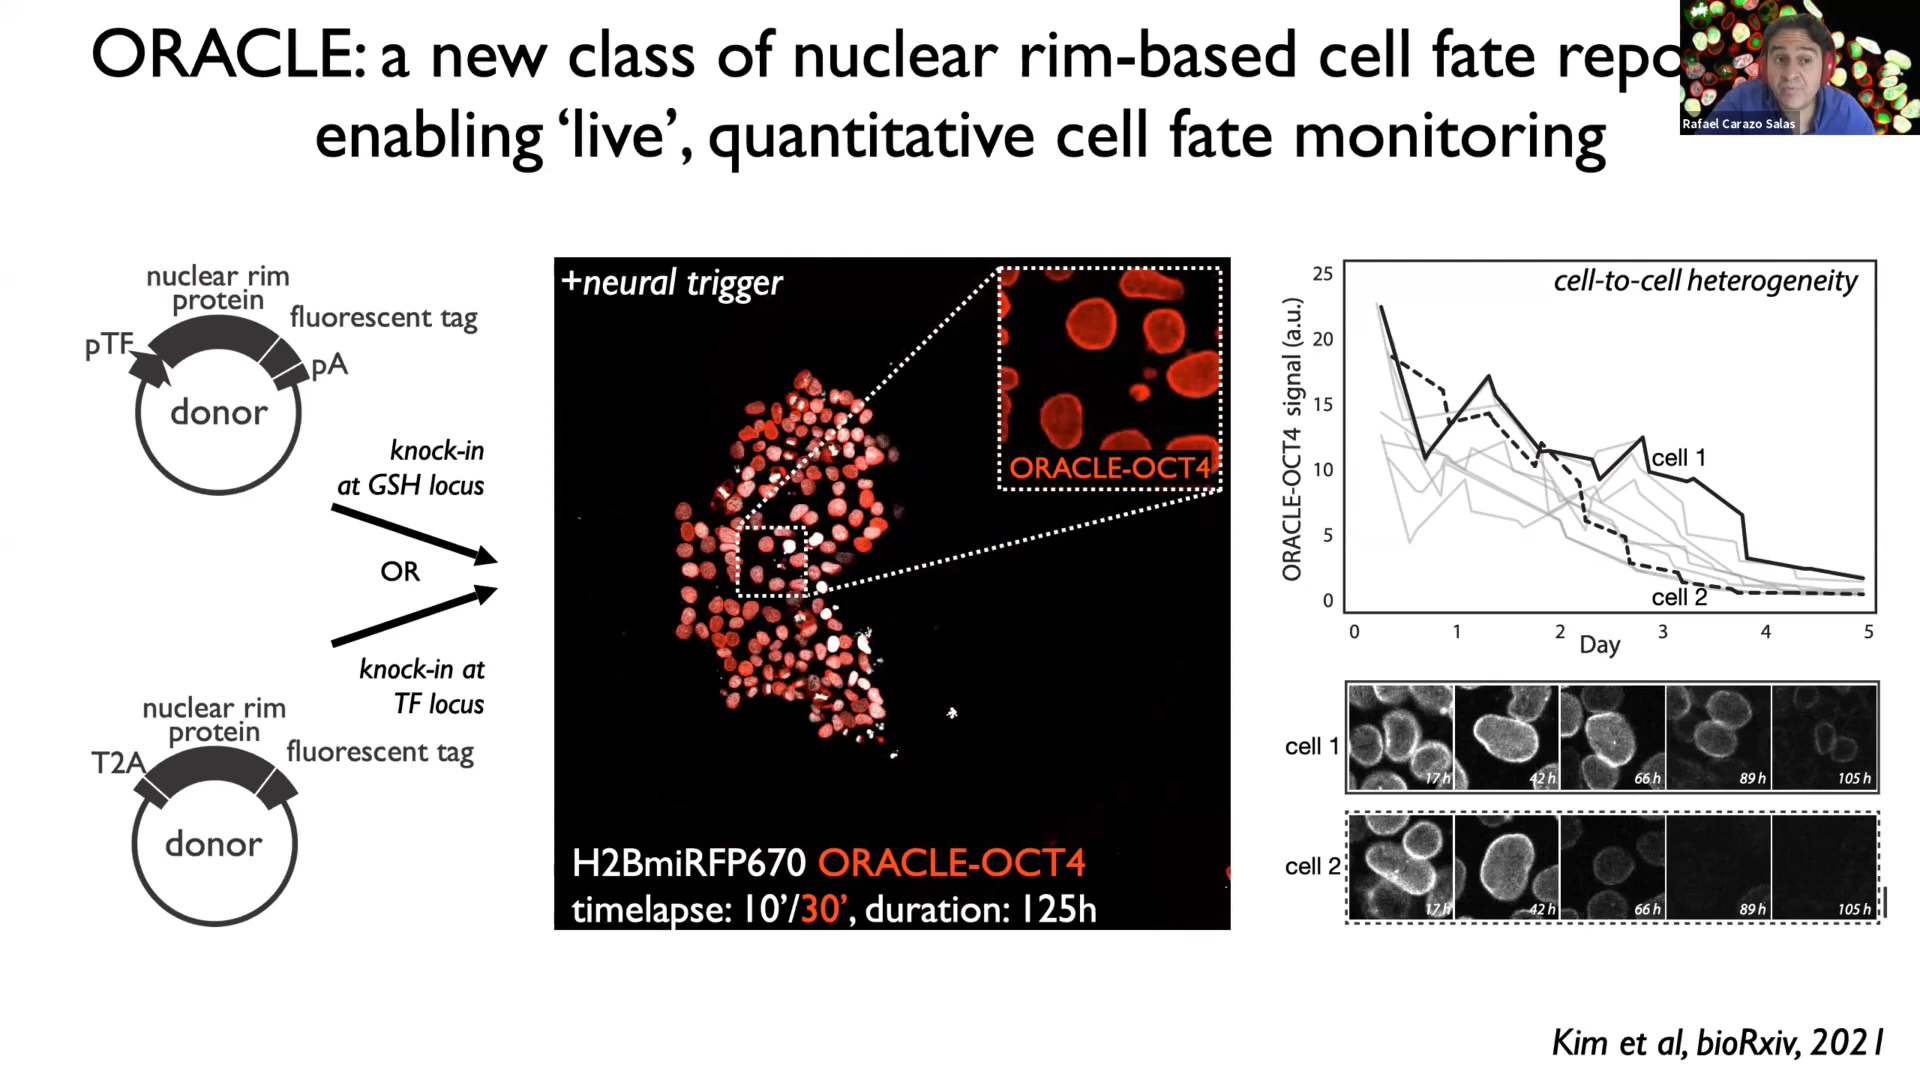 ORACLE: a new class of nuclear rim-based cell fate
enabling ‘live’, quantitative cell fate monitoring
Rafael Carazo Salas
nuclear rim
protein
fluorescent tag
pTF
pA
donor
knock-in
at GSH locus
OR
knock-in at
TF locus
nuclear rim
protein
fluorescent tag
T2A
donor
+neural trigger
ORACLE-OCT4
H2BmiRFP670 ORACLE-OCT4
timelapse: 10’/30’, duration: 125h
cell-to-cell heterogeneity
ORACLE-OCT4 signal (a.u.)
25
20
15
10
5
0
cell 1
cell 2
0 1 2 3 4 5
Day
cell 1
17 h 42 h 66 h 89 h 105 h
cell 2
17 h 42 h 66 h 89 h 105 h
Kim et al, bioRxiv, 2021